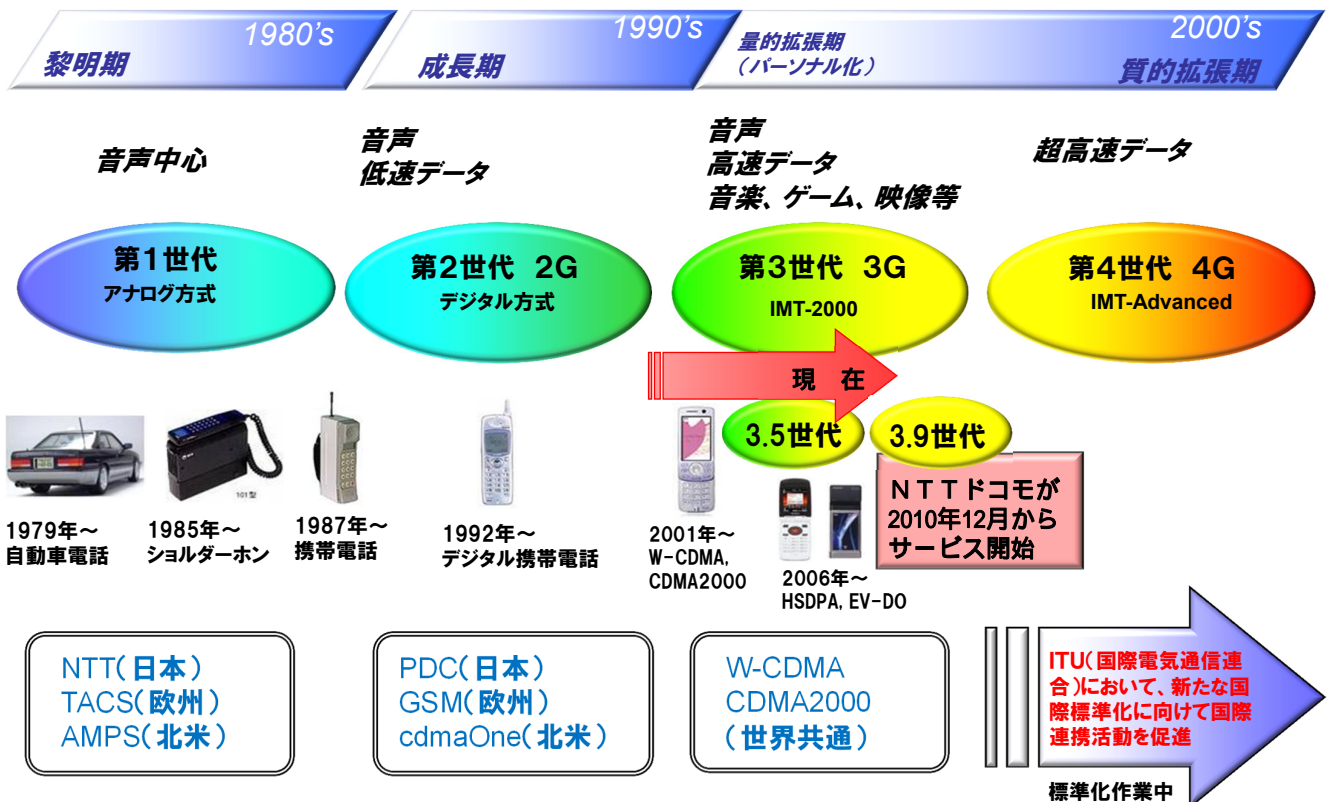 1980's
黎明期
1990's
成長期
2000's
量的拡張期
（パーソナル化）
質的拡張期
音声中心
音声
低速データ
音声
高速データ
音楽、ゲーム、映像等
超高速データ
第1世代
アナログ方式
第2世代 2G
デジタル方式
第3世代 3G
IMT-2000
第4世代 4G
IMT-Advanced
現 在
3.5世代
3.9世代
NTTドコモが
2010年12月から
サービス開始
101型
1979年～
自動車電話
1985年～
ショルダーホン
1987年～
携帯電話
1992年～
デジタル携帯電話
2001年～
W-CDMA,
CDMA2000
2006年～
HSDPA, EV-DO
NTT（日本）
TACS（欧州）
AMPS（北米）
PDC（日本）
GSM（欧州）
cdmaOne（北米）
W-CDMA
CDMA2000
（世界共通）
ITU（国際電気通信連
合）において、新たな国
際標準化に向けて国際
連携活動を促進
標準化作業中